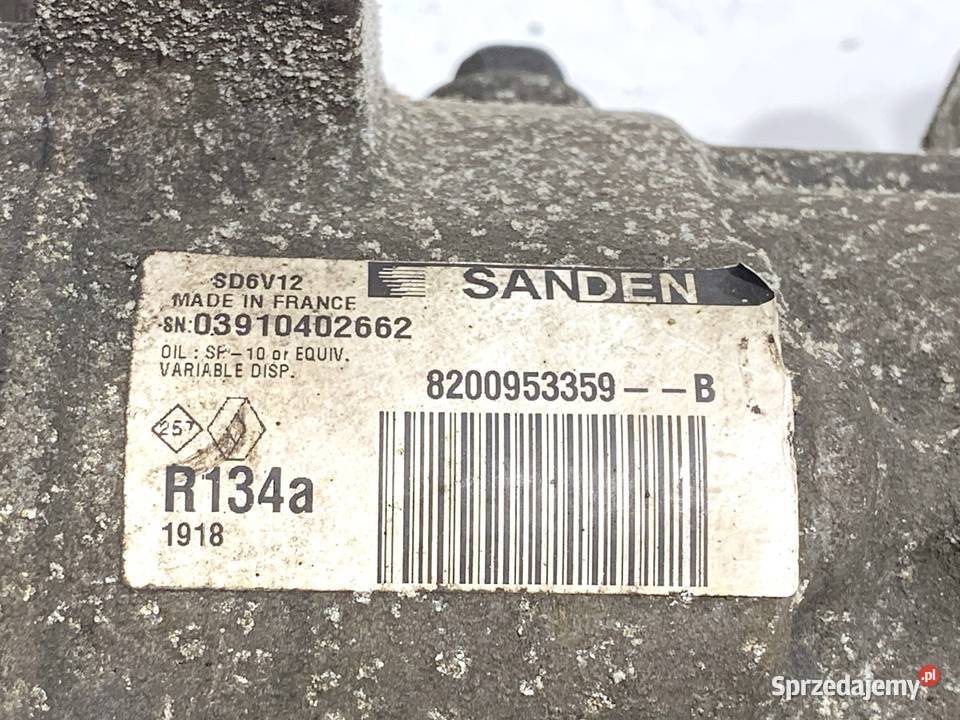 SD6V12
SANDEN
MADE IN FRANCE
SN:03910402662
OIL : SP-10 or EQUIV.
VARIABLE DISP.
8200953359--B
257
R134a
1918
Sprzedajemy.pl